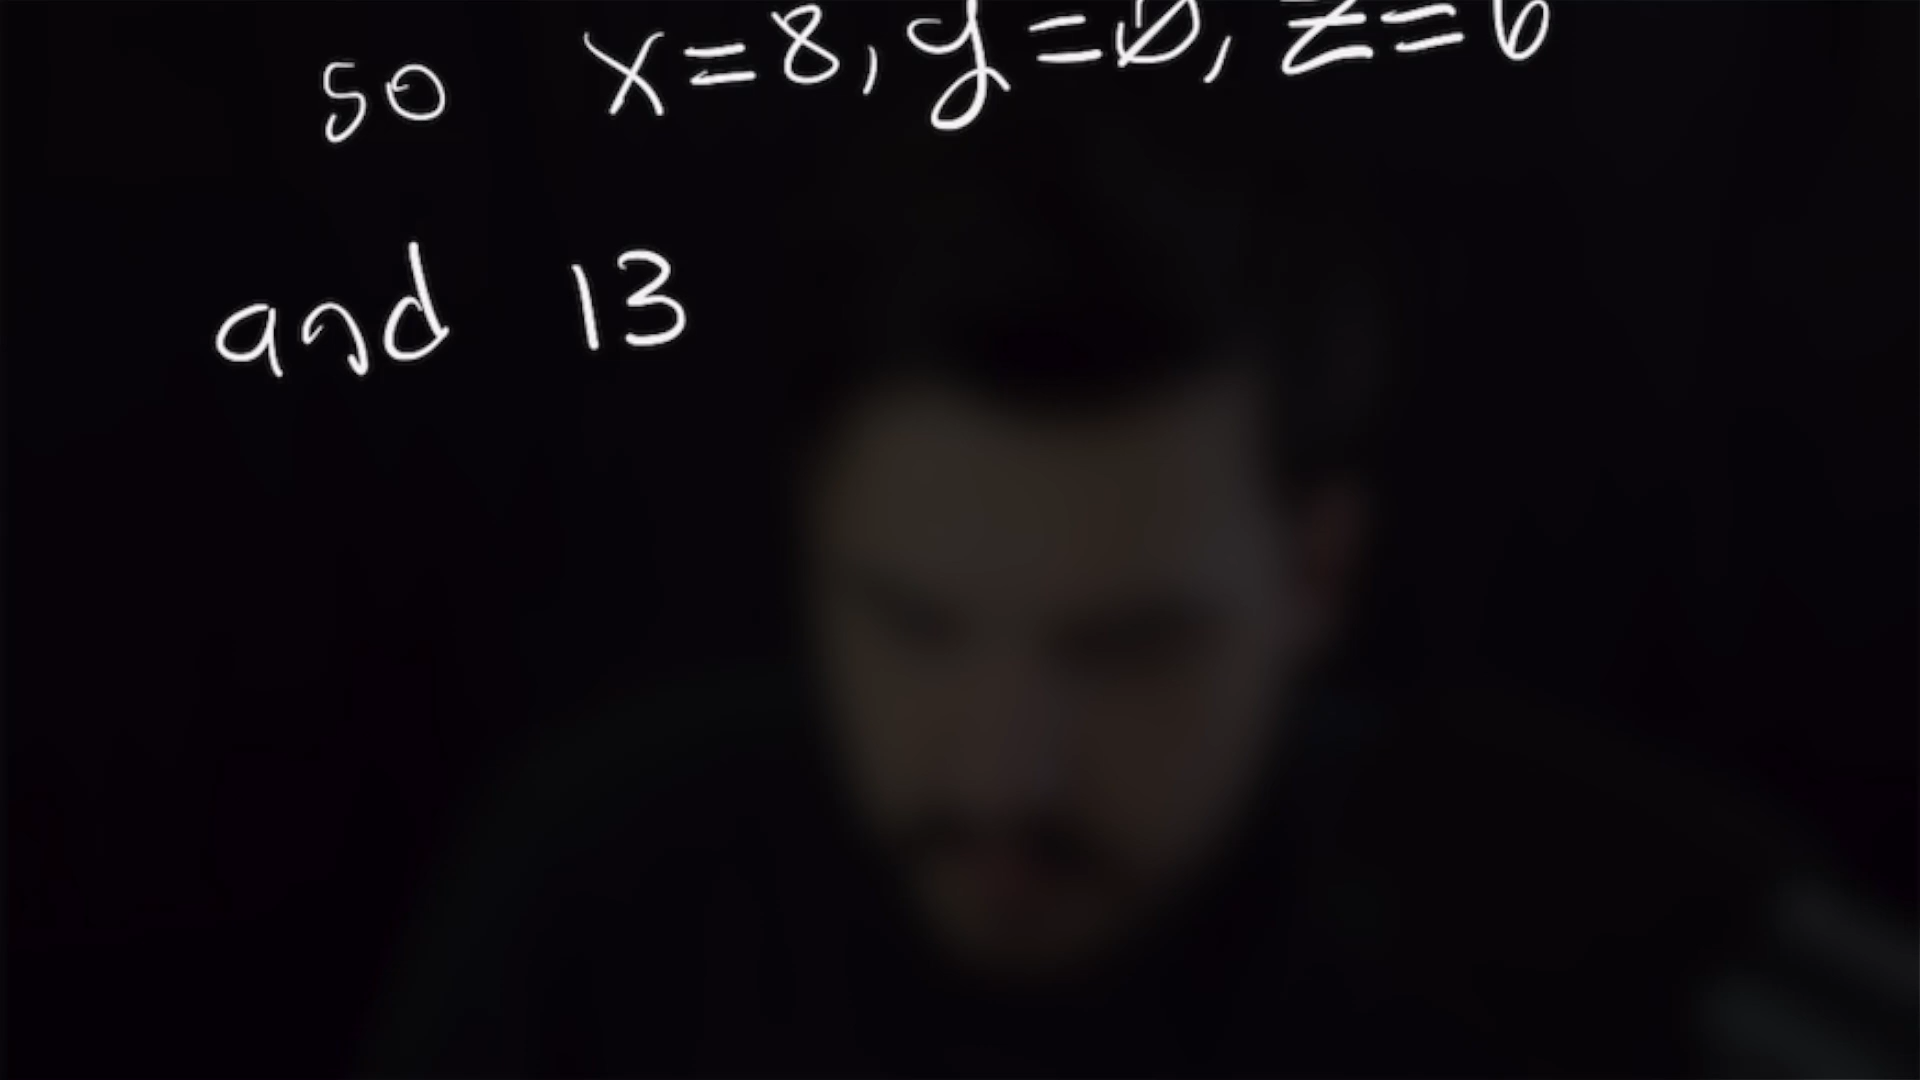 so x=8, y=0, z=6
and 13